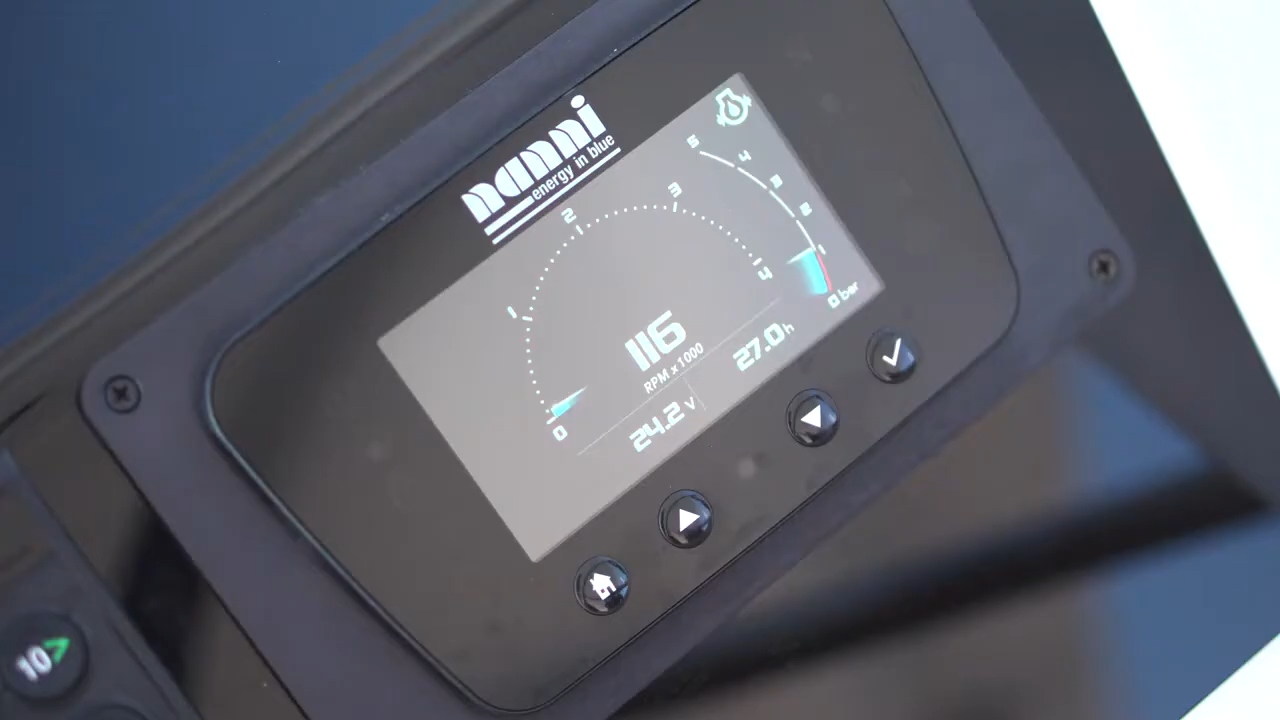 nanni
energy in blue
0
1
2
3
4
5
4
3
2
1
0 bar
116
RPM x 1000
24.2 V
27.0 h
10>